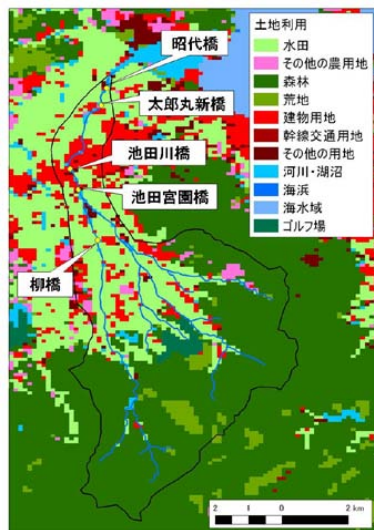 土地利用
水田
その他の農用地
森林
荒地
建物用地
幹線交通用地
その他の用地
河川・湖沼
海浜
海水域
ゴルフ場
昭代橋
太郎丸新橋
池田川橋
池田宮園橋
柳橋
2 1 0 2 km